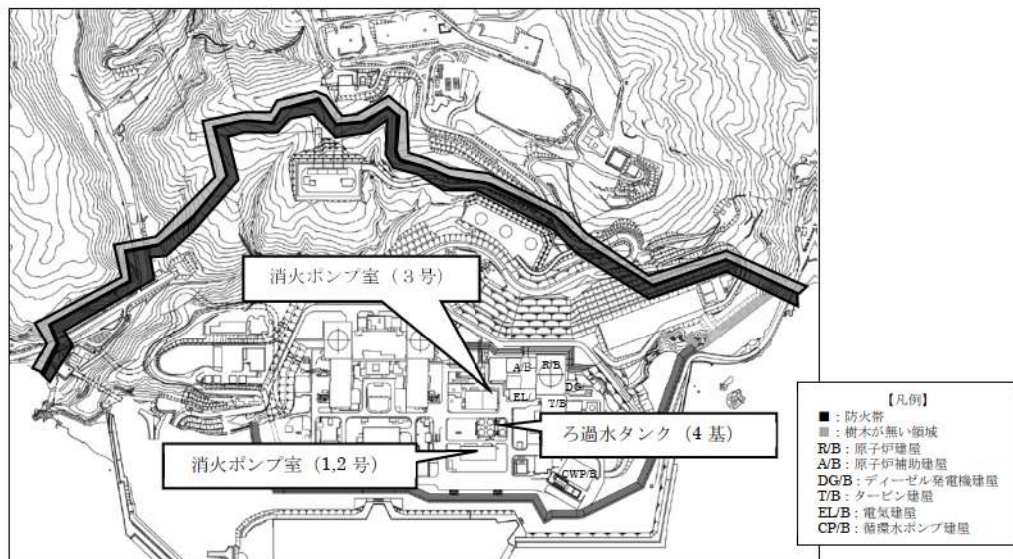 消火ポンプ室（３号）
A/B
R/B
DG/
EL/
T/B
ろ過水タンク（4 基）
消火ポンプ室（1,2 号）
CWP/B
【凡例】
■：防火帯
■：樹木が無い領域
R/B：原子炉建屋
A/B：原子炉補助建屋
DG/B：ディーゼル発電機建屋
T/B：タービン建屋
EL/B：電気建屋
CP/B：循環水ポンプ建屋